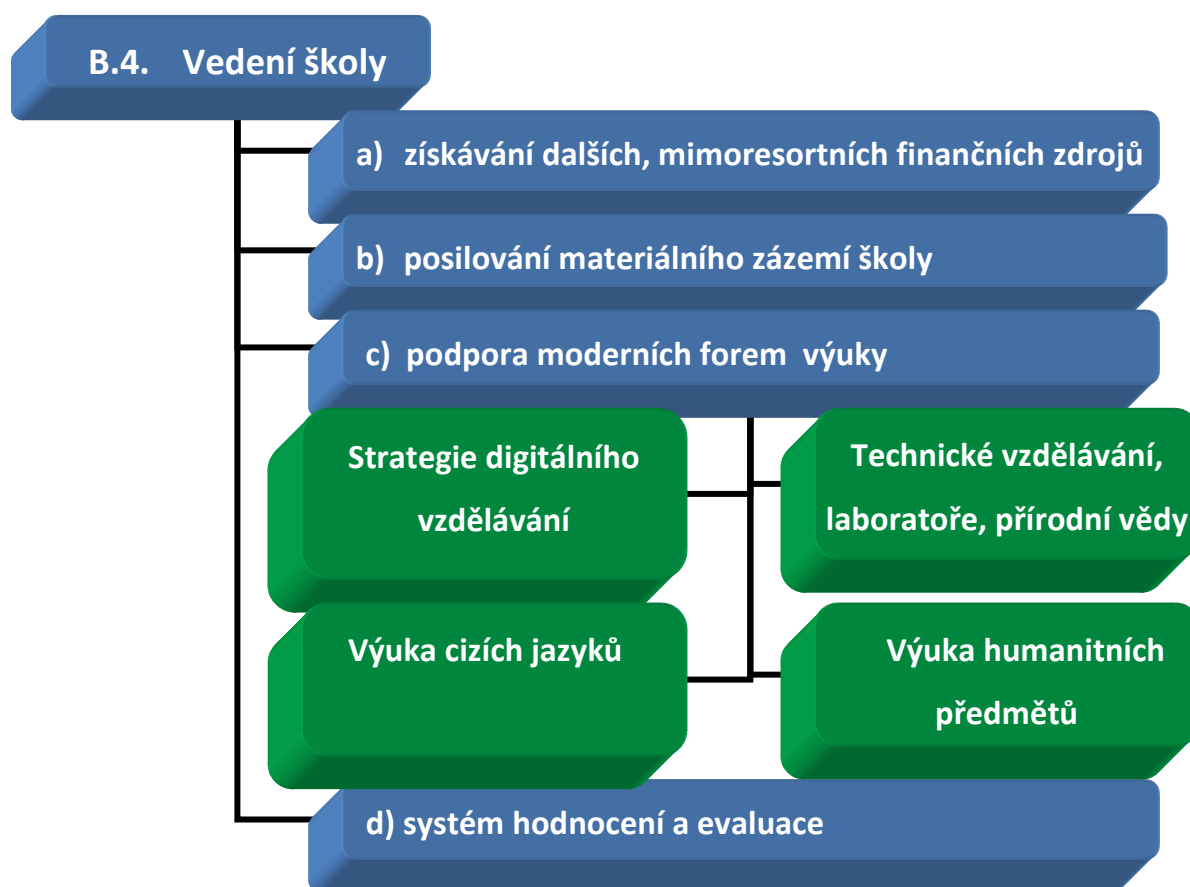 B.4. Vedení školy
a) získávání dalších, mimoresortních finančních zdrojů
b) posilování materiálního zázemí školy
c) podpora moderních forem výuky
Strategie digitálního
vzdělávání
Technické vzdělávání,
laboratoře, přírodní vědy
Výuka cizích jazyků
Výuka humanitních
předmětů
d) systém hodnocení a evaluace